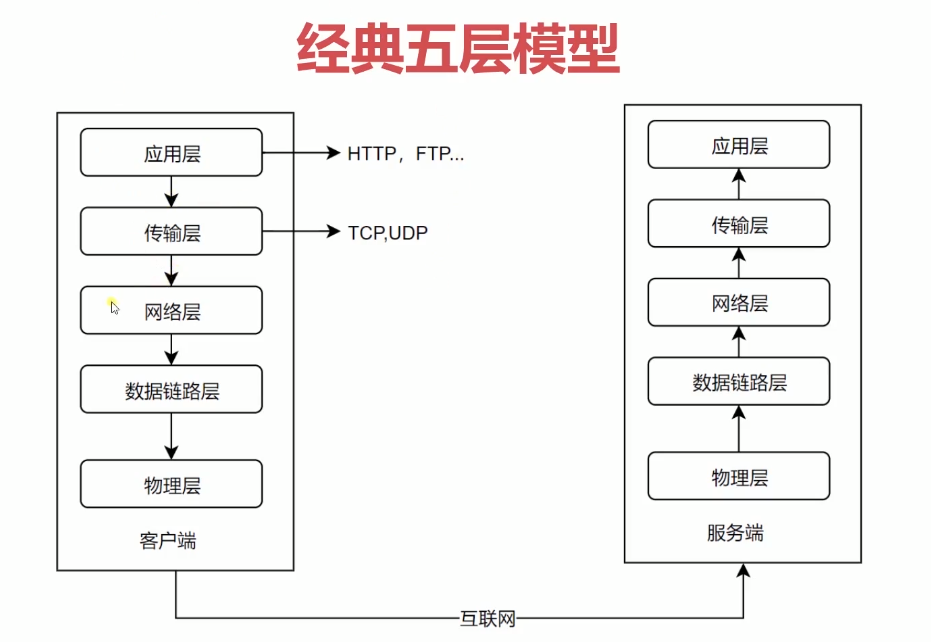 经典五层模型
应用层
HTTP，FTP...
传输层
TCP,UDP
网络层
数据链路层
物理层
客户端
应用层
传输层
网络层
数据链路层
物理层
服务端
互联网